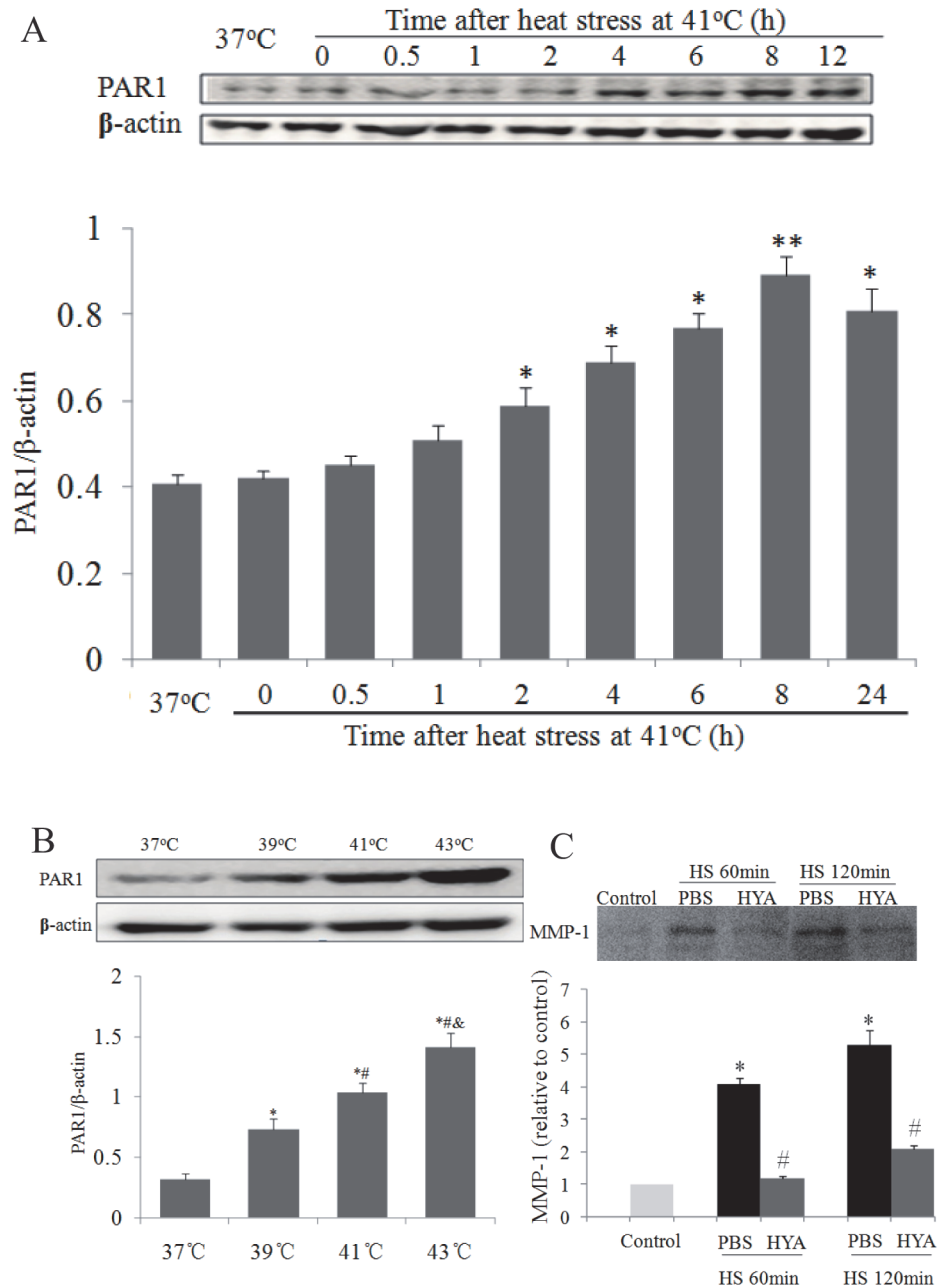 A
Time after heat stress at 41°C (h)
37°C 0 0.5 1 2 4 6 8 12
PAR1
β-actin
1
0.8
0.6
0.4
0.2
0
PAR1/β-actin
* * * ** *
37°C 0 0.5 1 2 4 6 8 24
Time after heat stress at 41°C (h)
B
37°C 39°C 41°C 43°C
PAR1
β-actin
2
1.5
1
0.5
0
PAR1/β-actin
* *# *#&
37℃ 39℃ 41℃ 43℃
C
HS 60min HS 120min
Control PBS HYA PBS HYA
MMP-1
7
6
5
4
3
2
1
0
MMP-1 (relative to control)
* # * #
Control PBS HYA PBS HYA
HS 60min HS 120min